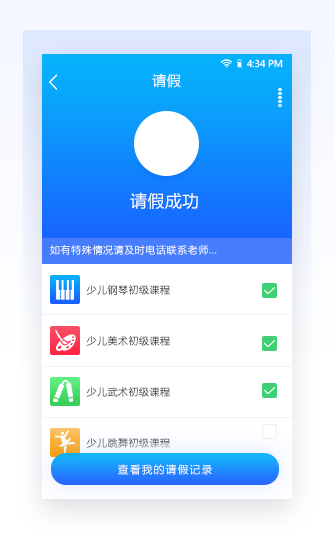 4:34 PM
请假
请假成功
如有特殊情况请及时电话联系老师...
少儿钢琴初级课程
少儿美术初级课程
少儿武术初级课程
少儿跳舞初级课程
查看我的请假记录